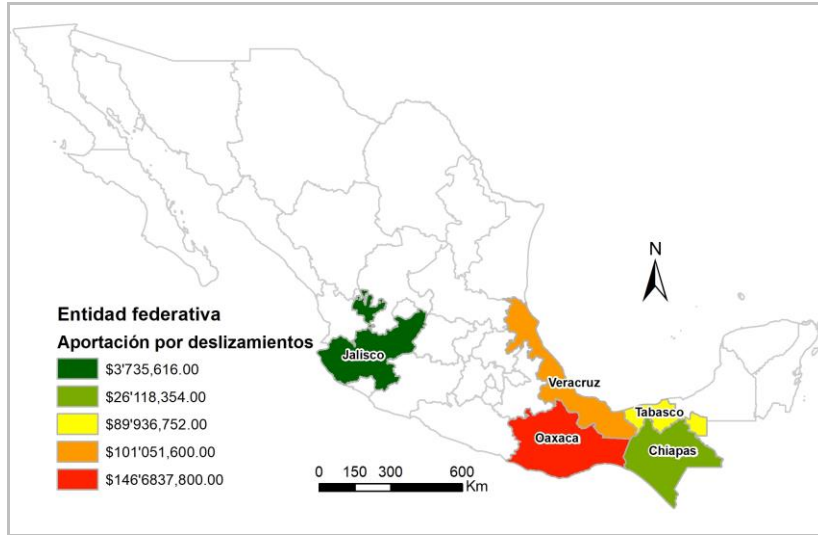 N
Entidad federativa
Aportación por deslizamientos
$3'735,616.00
$26'118,354.00
$89'936,752.00
$101'051,600.00
$146'6837,800.00
Jalisco
Veracruz
Tabasco
Oaxaca
Chiapas
0 150 300 600
Km